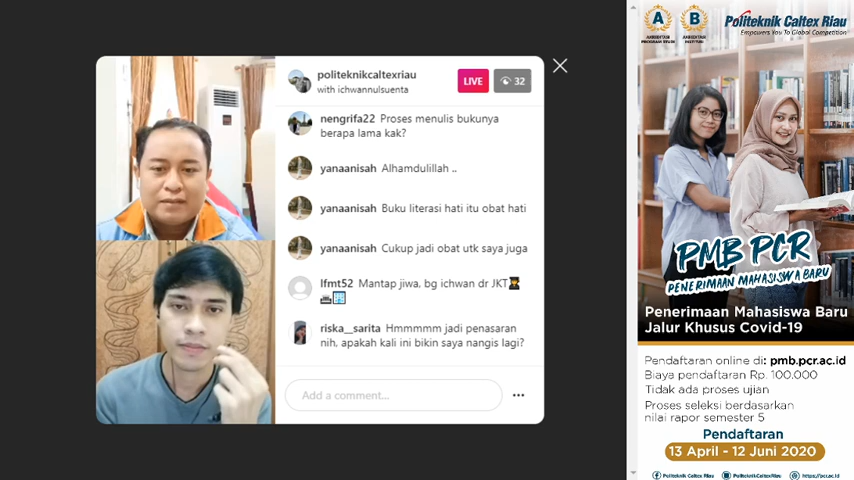 politeknikcaltexriau
with ichwannulsuenta
LIVE
32
nengrifa22 Proses menulis bukunya
berapa lama kak?
yanaanisah Alhamdulillah ..
yanaanisah Buku literasi hati itu obat hati
yanaanisah Cukup jadi obat utk saya juga
lfmt52 Mantap jiwa, bg ichwan dr JKT
riska__sarita Hmmmmm jadi penasaran
nih, apakah kali ini bikin saya nangis lagi?
Add a comment...
A
B
Politeknik Caltex Riau
Empowers You To Global Competition
PMB PCR
PENERIMAAN MAHASISWA BARU
Penerimaan Mahasiswa Baru
Jalur Khusus Covid-19
Pendaftaran online di: pmb.pcr.ac.id
Biaya pendaftaran Rp. 100.000
Tidak ada proses ujian
Proses seleksi berdasarkan
nilai rapor semester 5
Pendaftaran
13 April - 12 Juni 2020
Politeknik Caltex Riau
PoliteknikCaltexRiau
https://pcr.ac.id